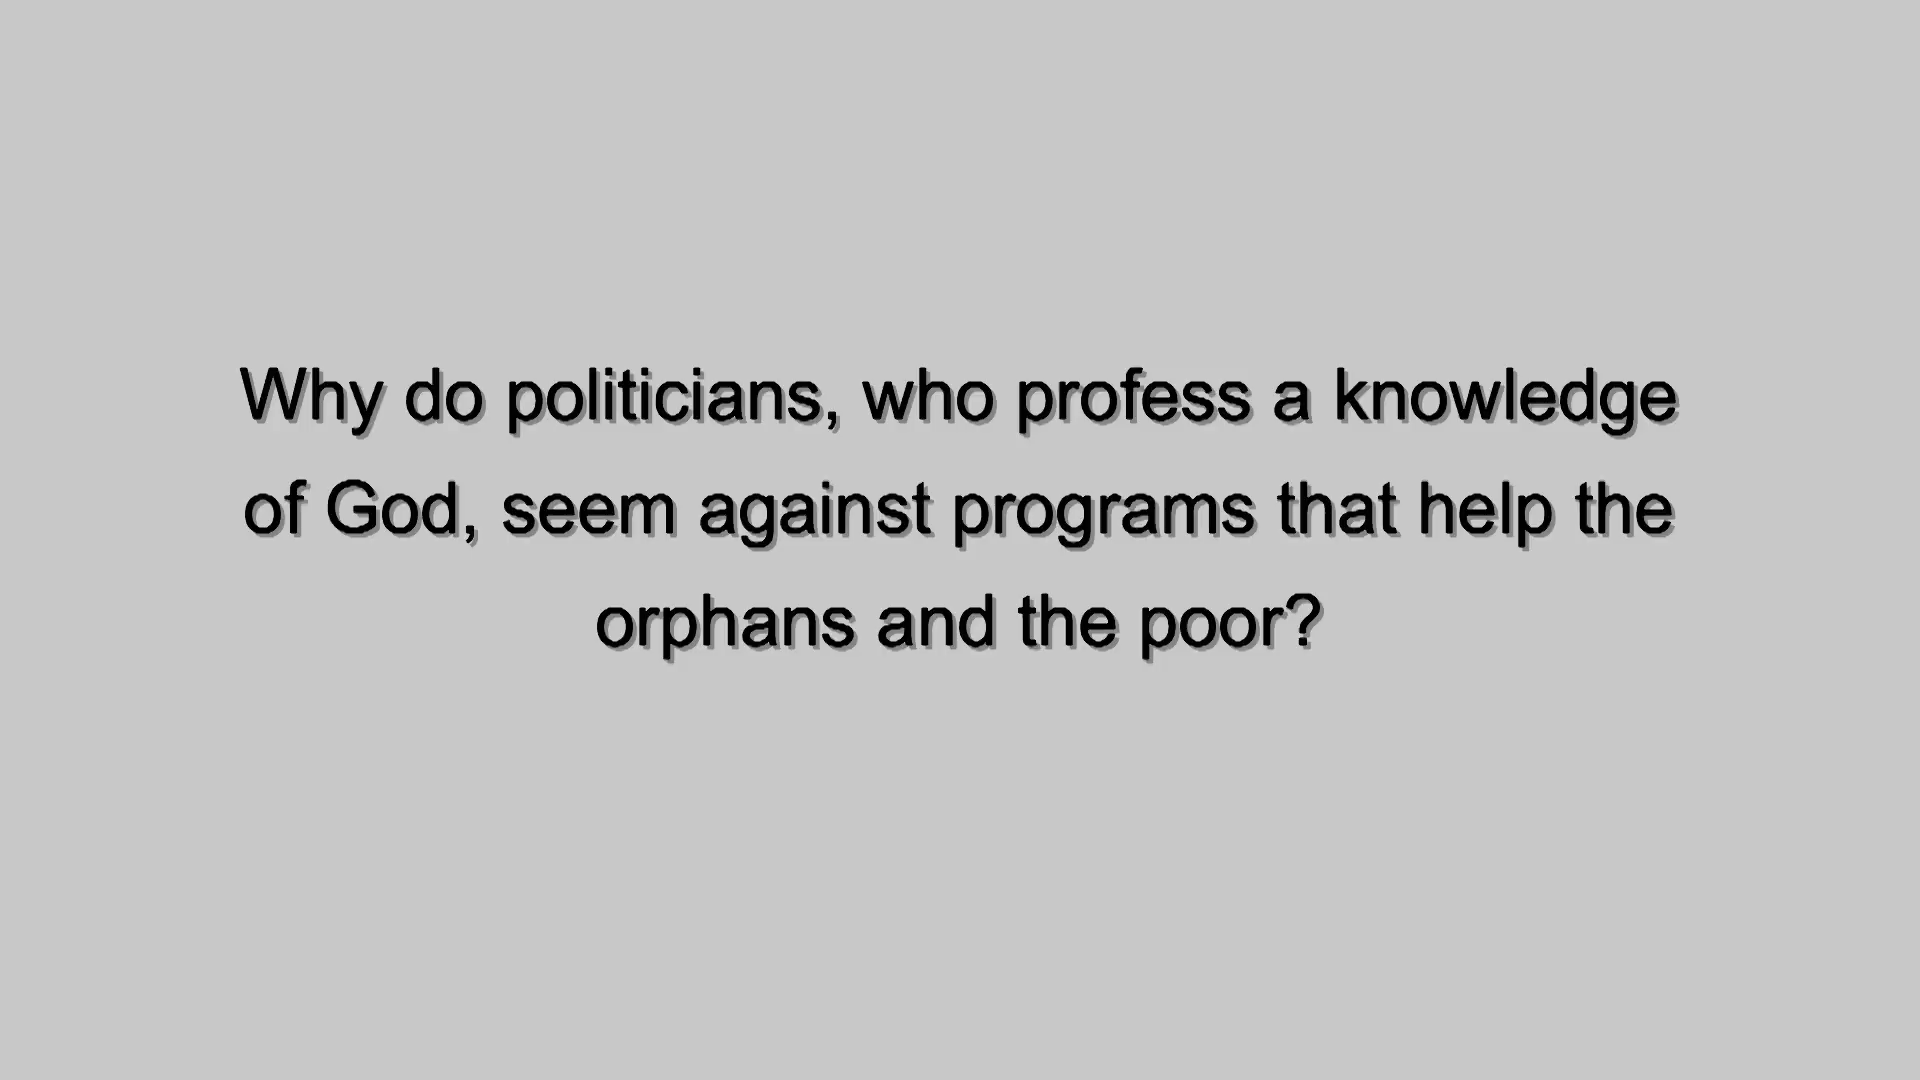 Why do politicians, who profess a knowledge
of God, seem against programs that help the
orphans and the poor?